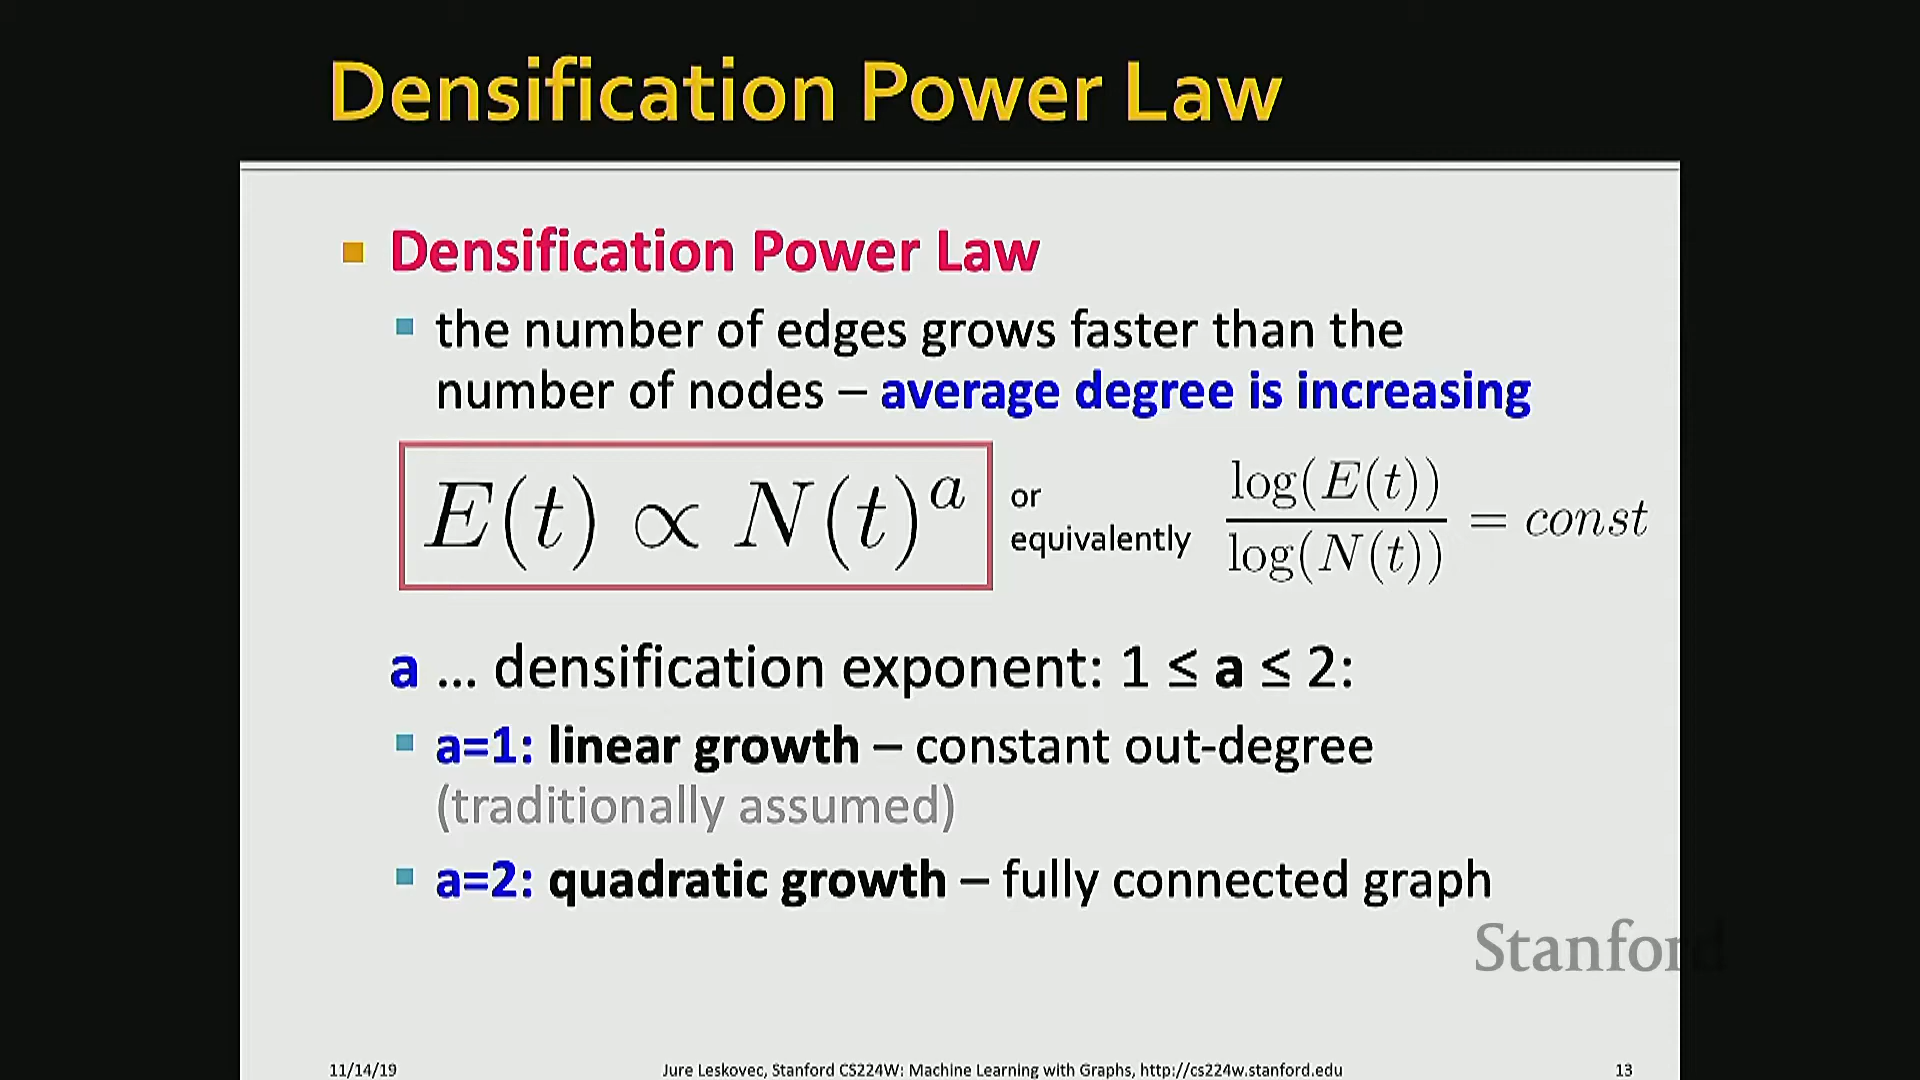 Densification Power Law
Densification Power Law
the number of edges grows faster than the
number of nodes – average degree is increasing
E(t) ∝ N(t)^a or equivalently log(E(t)) / log(N(t)) = const
a ... densification exponent: 1 ≤ a ≤ 2:
a=1: linear growth – constant out-degree
(traditionally assumed)
a=2: quadratic growth – fully connected graph
Stanford
11/14/19 Jure Leskovec, Stanford CS224W: Machine Learning with Graphs, http://cs224w.stanford.edu 13